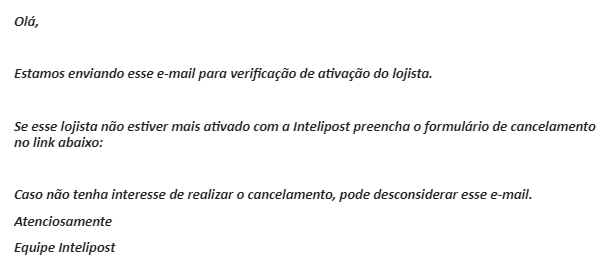 Olá,
Estamos enviando esse e-mail para verificação de ativação do lojista.
Se esse lojista não estiver mais ativado com a Intelipost preencha o formulário de cancelamento
no link abaixo:
Caso não tenha interesse de realizar o cancelamento, pode desconsiderar esse e-mail.
Atenciosamente
Equipe Intelipost